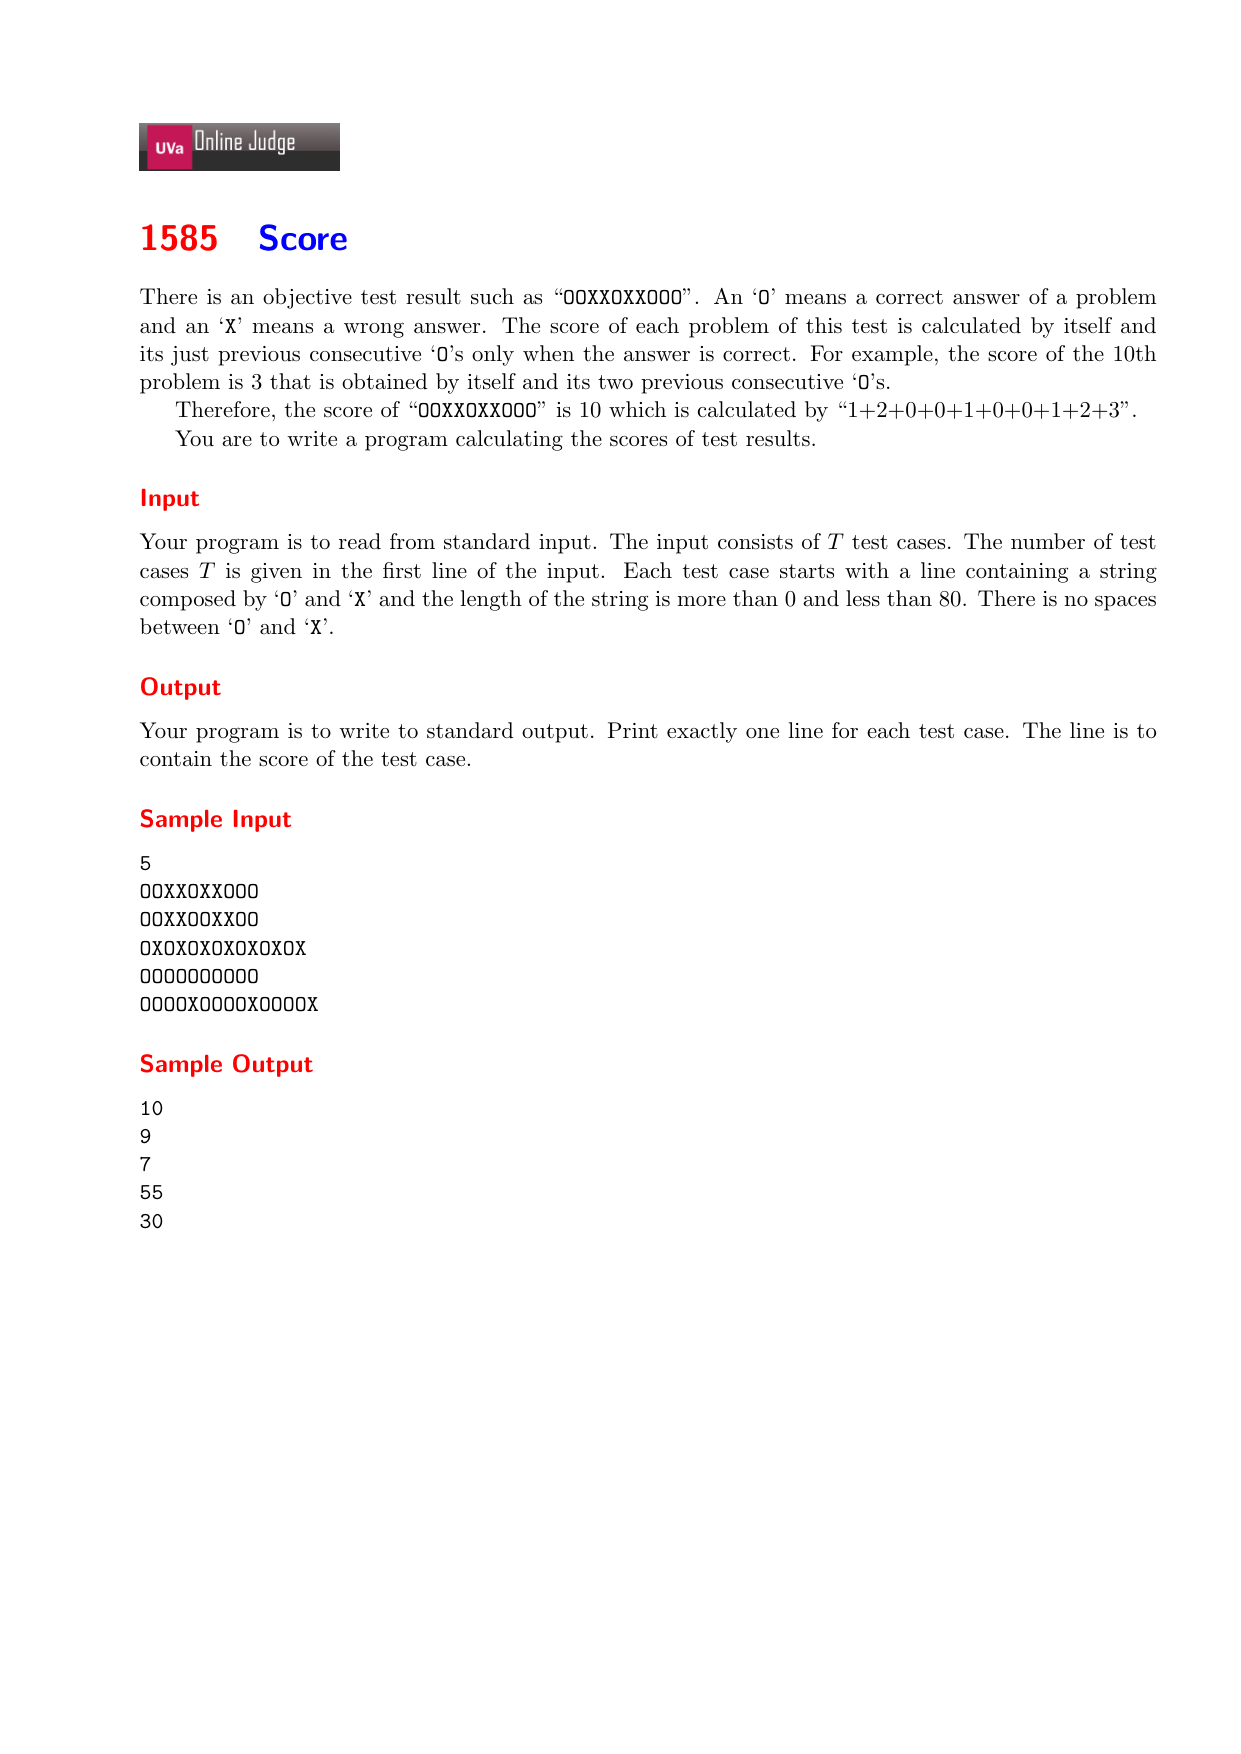 UVa Online Judge
1585 Score
There is an objective test result such as “OOXXOXXOOO”. An ‘O’ means a correct answer of a problem
and an ‘X’ means a wrong answer. The score of each problem of this test is calculated by itself and
its just previous consecutive ‘O’s only when the answer is correct. For example, the score of the 10th
problem is 3 that is obtained by itself and its two previous consecutive ‘O’s.
Therefore, the score of “OOXXOXXOOO” is 10 which is calculated by “1+2+0+0+1+0+0+1+2+3”.
You are to write a program calculating the scores of test results.
Input
Your program is to read from standard input. The input consists of T test cases. The number of test
cases T is given in the first line of the input. Each test case starts with a line containing a string
composed by ‘O’ and ‘X’ and the length of the string is more than 0 and less than 80. There is no spaces
between ‘O’ and ‘X’.
Output
Your program is to write to standard output. Print exactly one line for each test case. The line is to
contain the score of the test case.
Sample Input
5
OOXXOXXOOO
OOXXOOXXOO
OXOXOXOXOXOXOX
OOOOOOOOOO
OOOOXOOOOXOOOOX
Sample Output
10
9
7
55
30